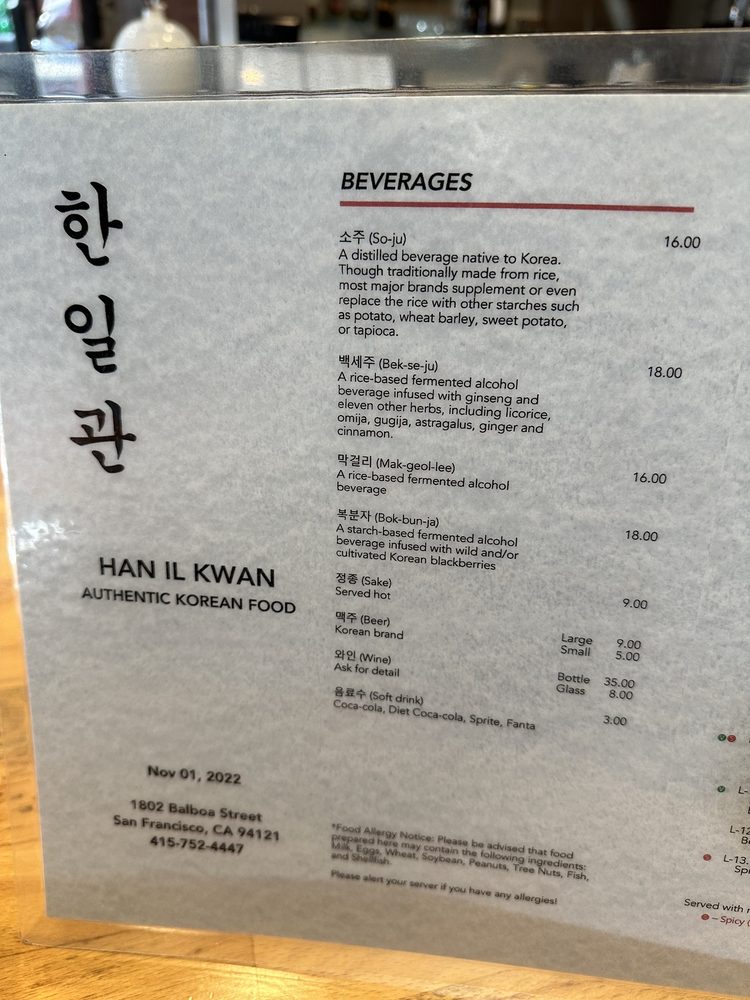 한
일
관
HAN IL KWAN
AUTHENTIC KOREAN FOOD
Nov 01, 2022
1802 Balboa Street
San Francisco, CA 94121
415-752-4447
BEVERAGES
소주 (So-ju) 16.00
A distilled beverage native to Korea.
Though traditionally made from rice,
most major brands supplement or even
replace the rice with other starches such
as potato, wheat barley, sweet potato,
or tapioca.
백세주 (Bek-se-ju) 18.00
A rice-based fermented alcohol
beverage infused with ginseng and
eleven other herbs, including licorice,
omija, gugija, astragalus, ginger and
cinnamon.
막걸리 (Mak-geol-lee) 16.00
A rice-based fermented alcohol
beverage
복분자 (Bok-bun-ja) 18.00
A starch-based fermented alcohol
beverage infused with wild and/or
cultivated Korean blackberries
정종 (Sake) 9.00
Served hot
맥주 (Beer)
Korean brand Large 9.00
Small 5.00
와인 (Wine)
Ask for detail Bottle 35.00
Glass 8.00
음료수 (Soft drink)
Coca-cola, Diet Coca-cola, Sprite, Fanta 3.00
*Food Allergy Notice: Please be advised that food
prepared here may contain the following ingredients:
Milk, Eggs, Wheat, Soybean, Peanuts, Tree Nuts, Fish,
and Shellfish.
Please alert your server if you have any allergies!
L-
L-12
L-13.
Served with
– Spicy